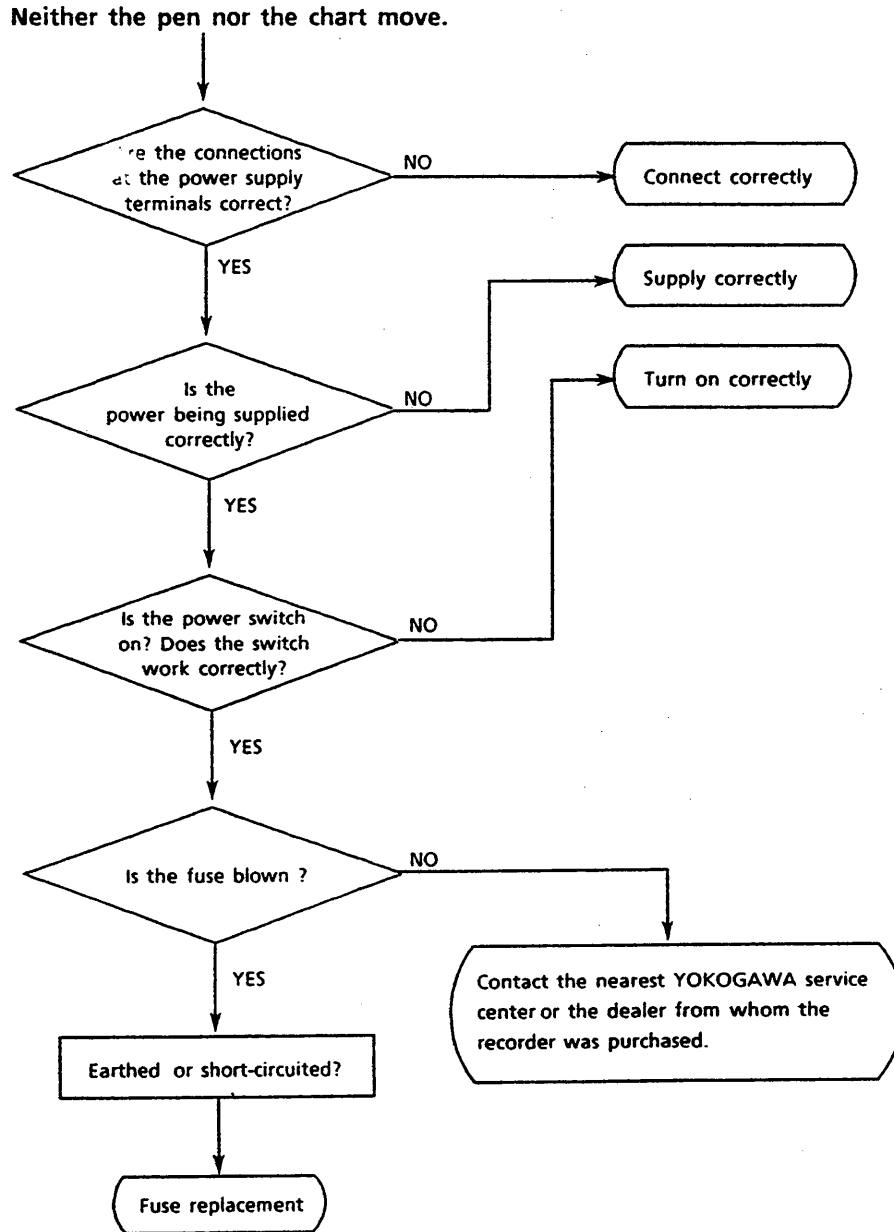 Neither the pen nor the chart move.
re the connections
at the power supply
terminals correct?
NO
Connect correctly
YES
Supply correctly
Is the
power being supplied
correctly?
NO
Turn on correctly
YES
Is the power switch
on? Does the switch
work correctly?
NO
YES
Is the fuse blown ?
NO
YES
Contact the nearest YOKOGAWA service
center or the dealer from whom the
recorder was purchased.
Earthed or short-circuited?
Fuse replacement